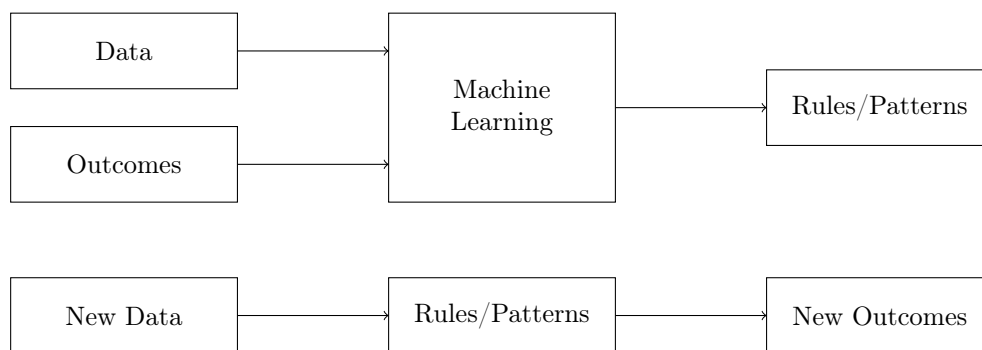 Data
Outcomes
Machine
Learning
Rules/Patterns
New Data
Rules/Patterns
New Outcomes